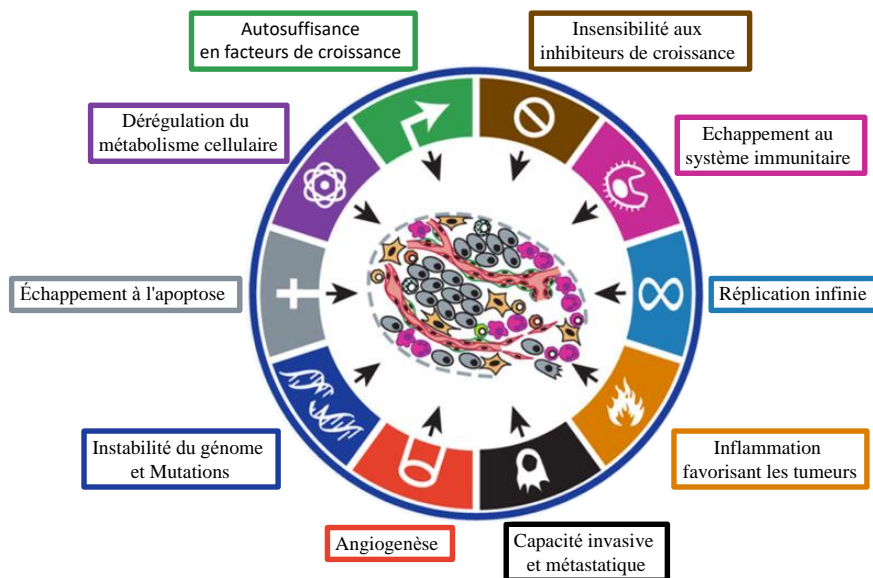 Autosuffisance
en facteurs de croissance
Insensibilité aux
inhibiteurs de croissance
Dérégulation du
métabolisme cellulaire
Echappement au
système immunitaire
Échappement à l'apoptose
Réplication infinie
Instabilité du génome
et Mutations
Inflammation
favorisant les tumeurs
Angiogenèse
Capacité invasive
et métastatique